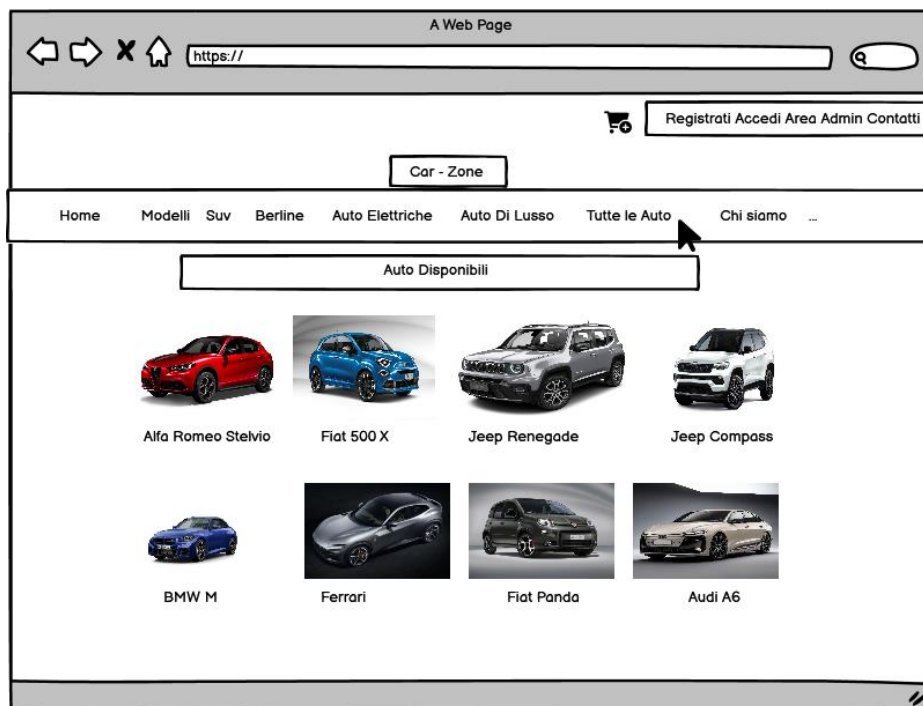 A Web Page
https://
Registrati Accedi Area Admin Contatti
Car - Zone
Home Modelli Suv Berline Auto Elettriche Auto Di Lusso Tutte le Auto Chi siamo ...
Auto Disponibili
Alfa Romeo Stelvio Fiat 500 X Jeep Renegade Jeep Compass
BMW M Ferrari Fiat Panda Audi A6